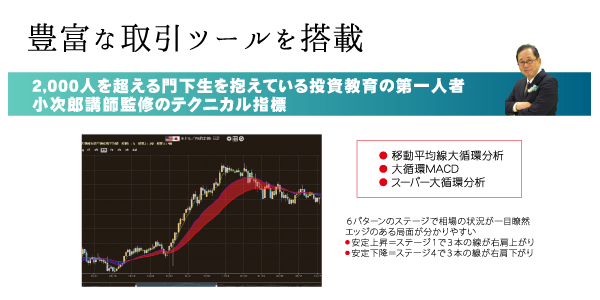 豊富な取引ツールを搭載
2,000人を超える門下生を抱えている投資教育の第一人者
小次郎講師監修のテクニカル指標
● 移動平均線大循環分析
● 大循環MACD
● スーパー大循環分析
６パターンのステージで相場の状況が一目瞭然
エッジのある局面が分かりやすい
●安定上昇＝ステージ1で３本の線が右肩上がり
●安定下降＝ステージ4で３本の線が右肩下がり